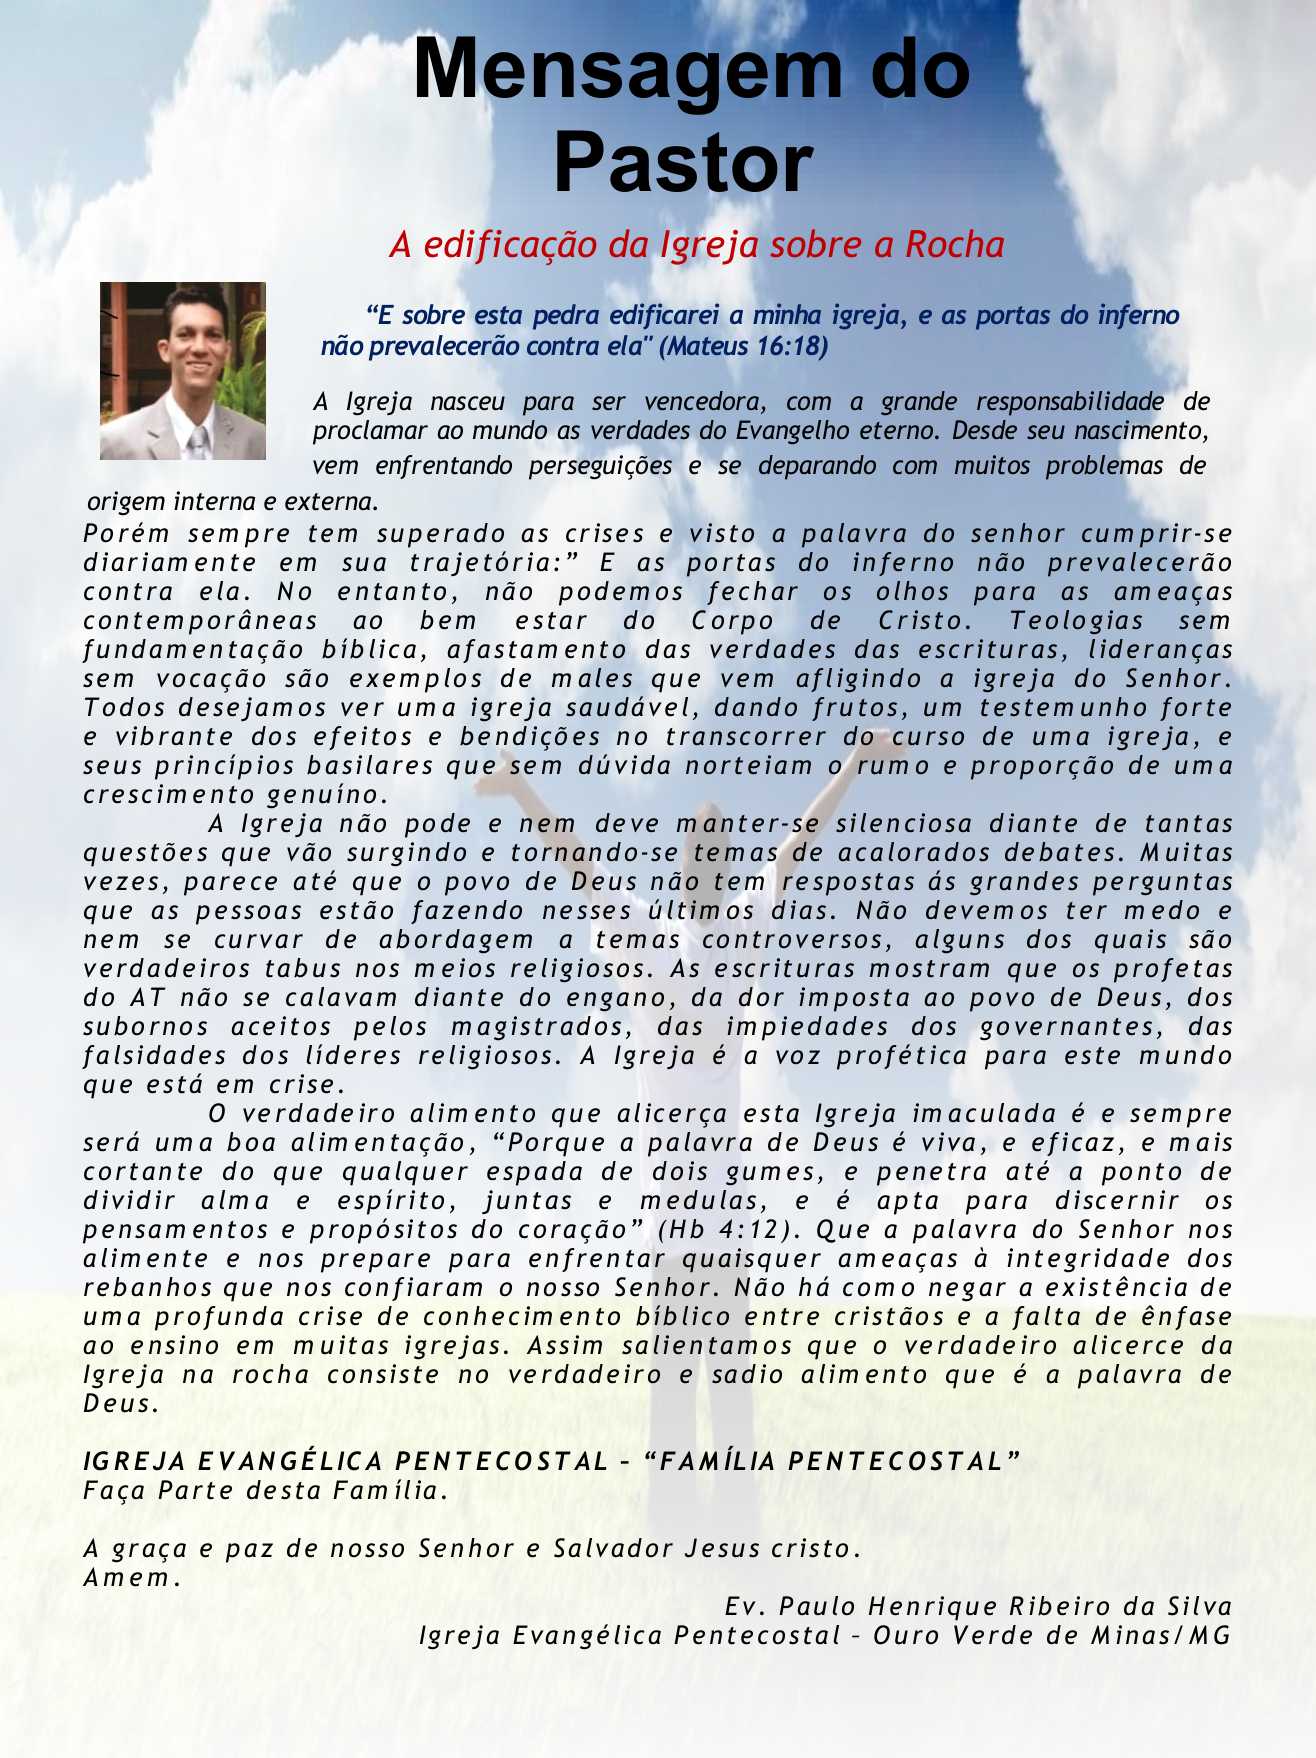 Mensagem do
Pastor
A edificação da Igreja sobre a Rocha
“E sobre esta pedra edificarei a minha igreja, e as portas do inferno
não prevalecerão contra ela" (Mateus 16:18)
A Igreja nasceu para ser vencedora, com a grande responsabilidade de
proclamar ao mundo as verdades do Evangelho eterno. Desde seu nascimento,
vem enfrentando perseguições e se deparando com muitos problemas de
origem interna e externa.
Porém sempre tem superado as crises e visto a palavra do senhor cumprir-se
diariamente em sua trajetória:” E as portas do inferno não prevalecerão
contra ela. No entanto, não podemos fechar os olhos para as ameaças
contemporâneas ao bem estar do Corpo de Cristo. Teologias sem
fundamentação bíblica, afastamento das verdades das escrituras, lideranças
sem vocação são exemplos de males que vem afligindo a igreja do Senhor.
Todos desejamos ver uma igreja saudável, dando frutos, um testemunho forte
e vibrante dos efeitos e bendições no transcorrer do curso de uma igreja, e
seus princípios basilares que sem dúvida norteiam o rumo e proporção de uma
crescimento genuíno.
A Igreja não pode e nem deve manter-se silenciosa diante de tantas
questões que vão surgindo e tornando-se temas de acalorados debates. Muitas
vezes, parece até que o povo de Deus não tem respostas ás grandes perguntas
que as pessoas estão fazendo nesses últimos dias. Não devemos ter medo e
nem se curvar de abordagem a temas controversos, alguns dos quais são
verdadeiros tabus nos meios religiosos. As escrituras mostram que os profetas
do AT não se calavam diante do engano, da dor imposta ao povo de Deus, dos
subornos aceitos pelos magistrados, das impiedades dos governantes, das
falsidades dos líderes religiosos. A Igreja é a voz profética para este mundo
que está em crise.
O verdadeiro alimento que alicerça esta Igreja imaculada é e sempre
será uma boa alimentação, “Porque a palavra de Deus é viva, e eficaz, e mais
cortante do que qualquer espada de dois gumes, e penetra até a ponto de
dividir alma e espírito, juntas e medulas, e é apta para discernir os
pensamentos e propósitos do coração” (Hb 4:12). Que a palavra do Senhor nos
alimente e nos prepare para enfrentar quaisquer ameaças à integridade dos
rebanhos que nos confiaram o nosso Senhor. Não há como negar a existência de
uma profunda crise de conhecimento bíblico entre cristãos e a falta de ênfase
ao ensino em muitas igrejas. Assim salientamos que o verdadeiro alicerce da
Igreja na rocha consiste no verdadeiro e sadio alimento que é a palavra de
Deus.
IGREJA EVANGÉLICA PENTECOSTAL – “FAMÍLIA PENTECOSTAL”
Faça Parte desta Família.
A graça e paz de nosso Senhor e Salvador Jesus cristo.
Amem.
Ev. Paulo Henrique Ribeiro da Silva
Igreja Evangélica Pentecostal – Ouro Verde de Minas/MG